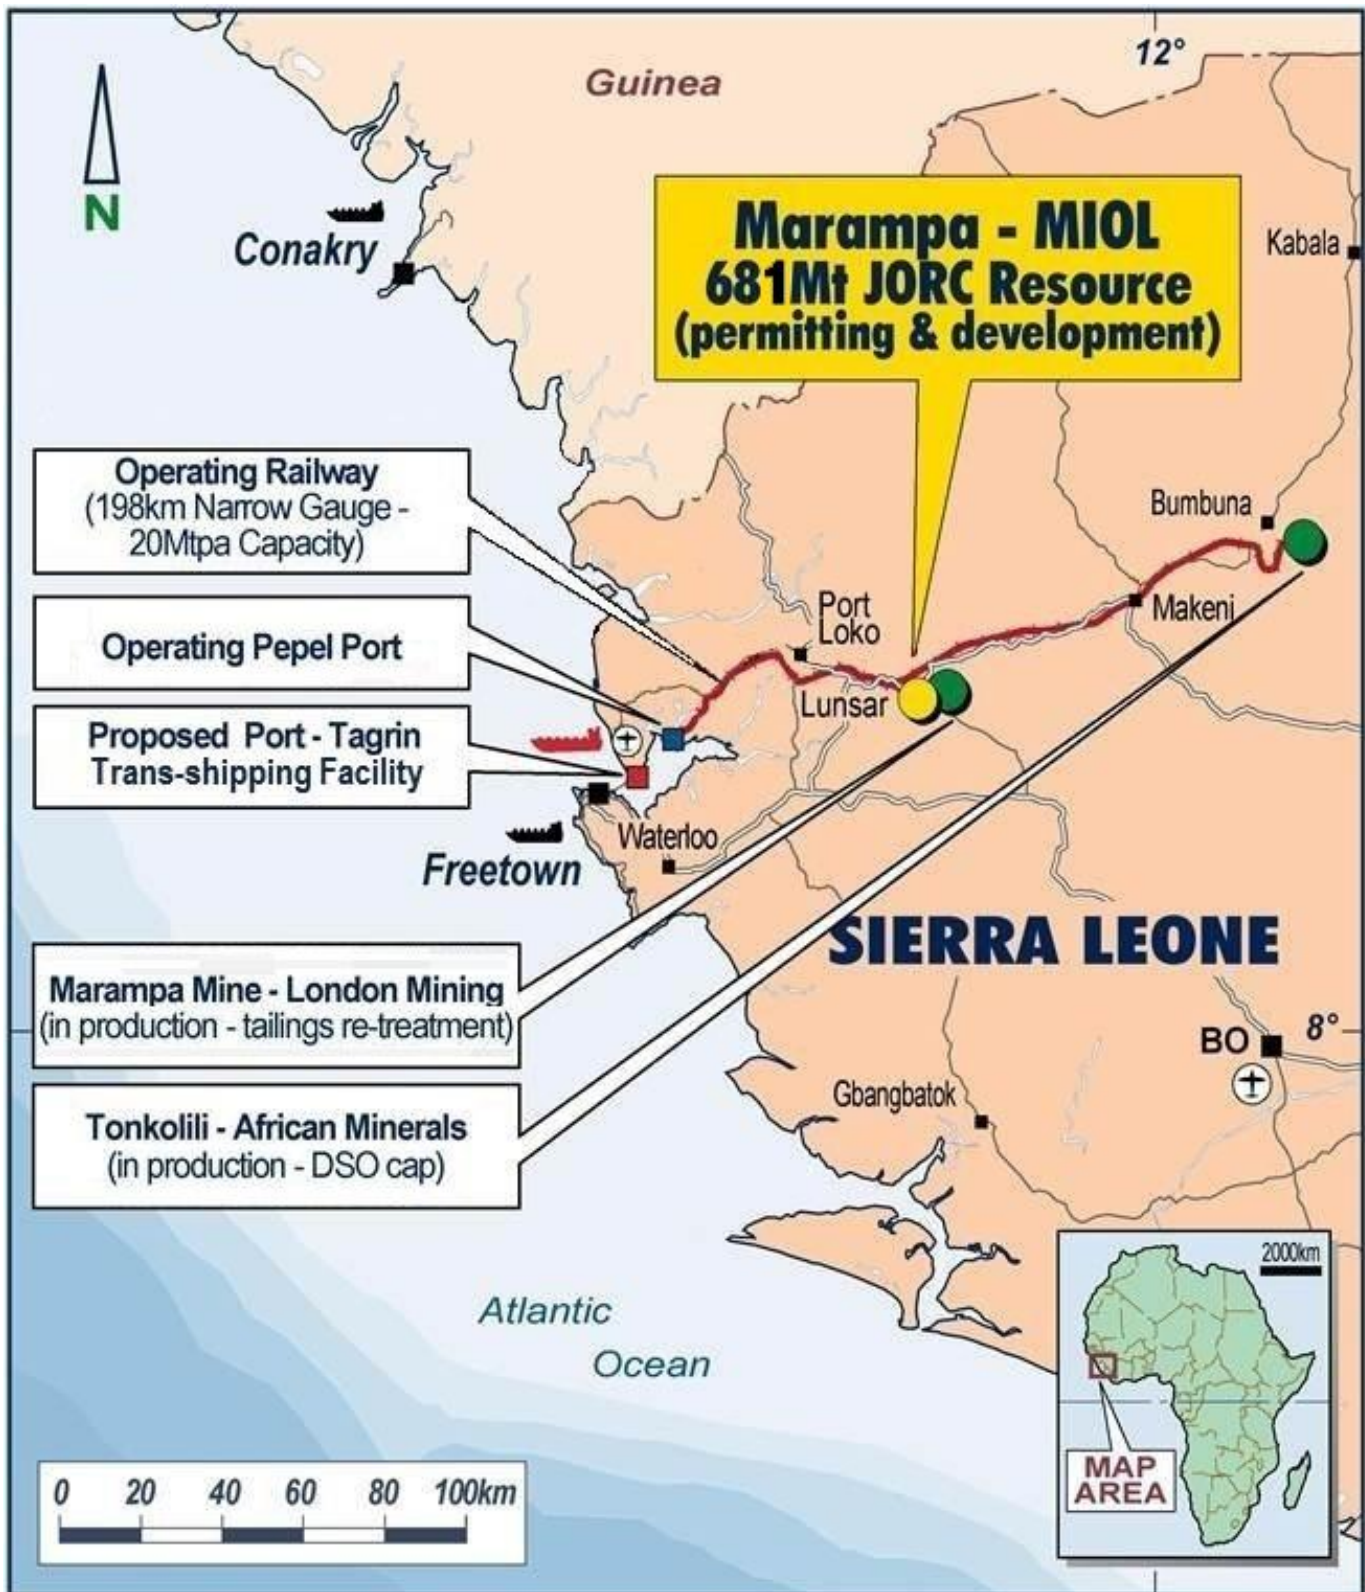 12°
Guinea
N
Conakry
Marampa - MIOL
681Mt JORC Resource
(permitting & development)
Kabala
Operating Railway
(198km Narrow Gauge -
20Mtpa Capacity)
Bumbuna
Operating Pepel Port
Port
Loko
Makeni
Lunsar
Proposed Port - Tagrin
Trans-shipping Facility
Waterloo
Freetown
SIERRA LEONE
Marampa Mine - London Mining
(in production - tailings re-treatment)
8°
BO
Gbangbatok
Tonkolili - African Minerals
(in production - DSO cap)
2000km
Atlantic
Ocean
MAP
AREA
0 20 40 60 80 100km